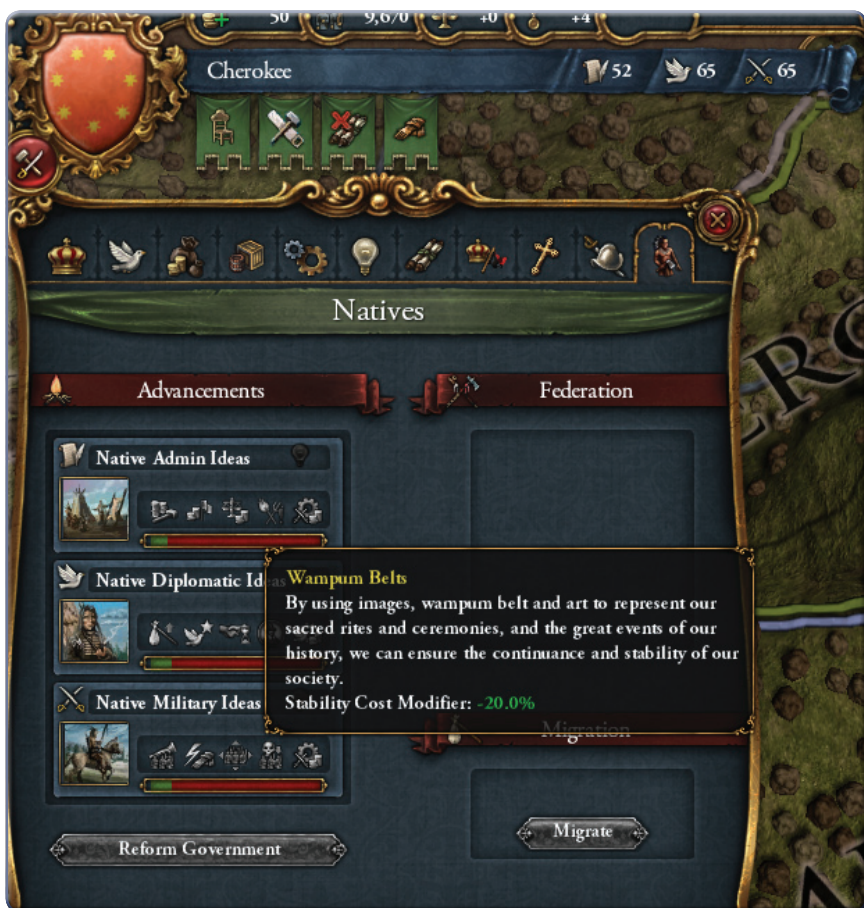 50 9,670 +0 +4
Cherokee 52 65 65
Natives
Advancements Federation
Native Admin Ideas
Native Diplomatic Ide
Wampum Belts
By using images, wampum belt and art to represent our
sacred rites and ceremonies, and the great events of our
history, we can ensure the continuance and stability of our
society.
Stability Cost Modifier: -20.0%
Native Military Ideas
Migration
Migrate
Reform Government